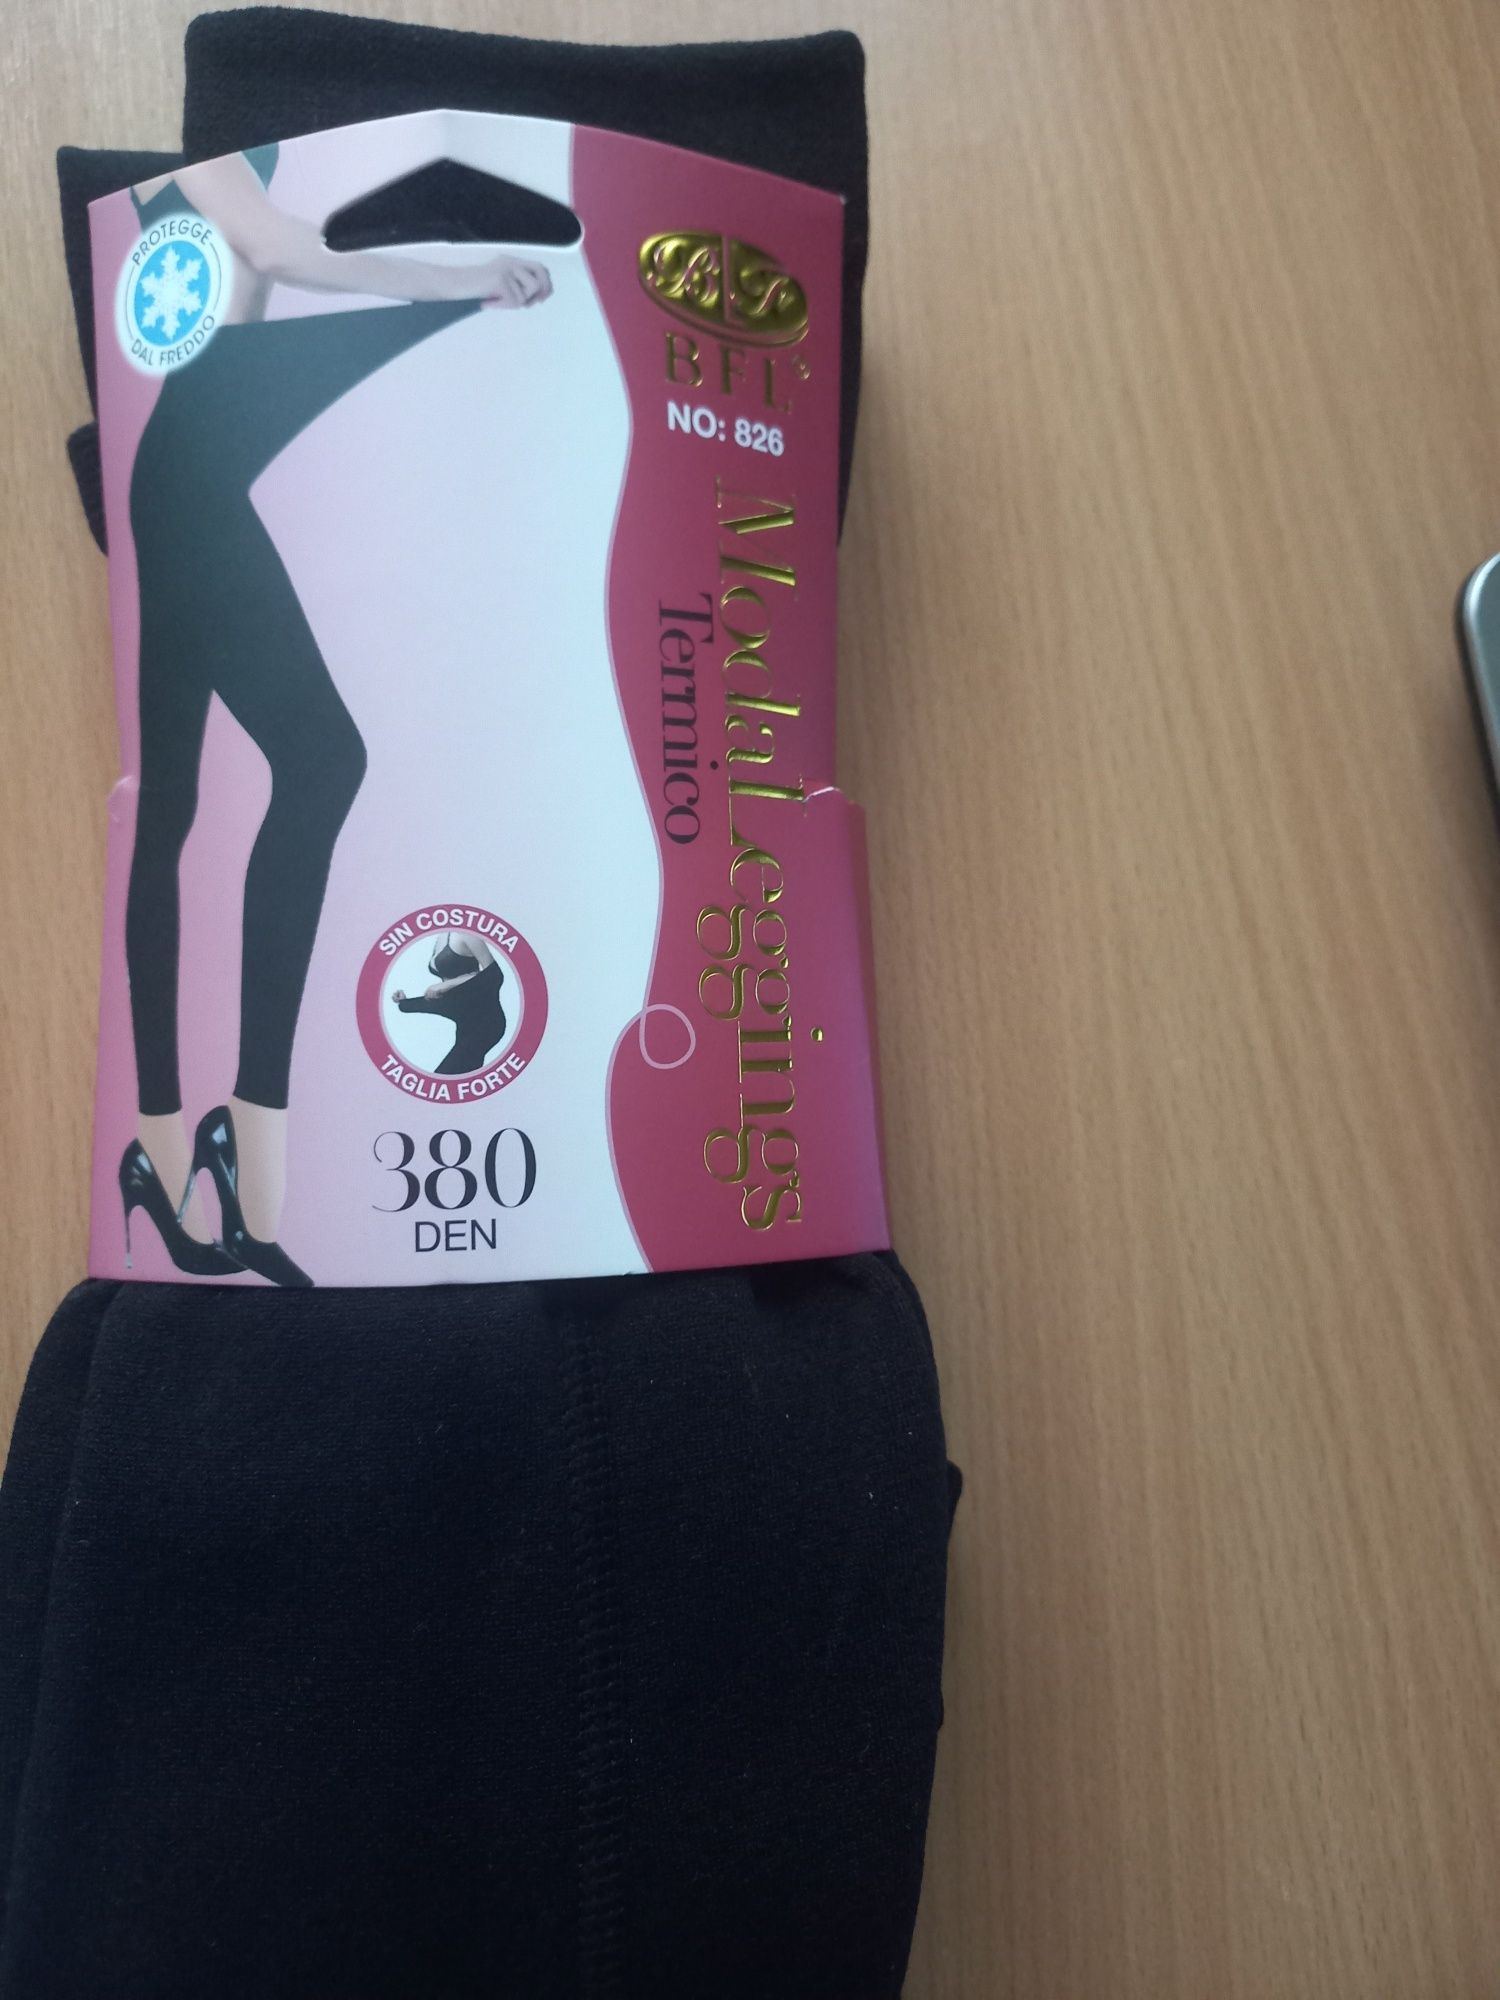 PROTEGGE
DAL FREDDO
BFL®
NO: 826
Modal Leggings
Termico
SIN COSTURA
TAGLIA FORTE
380
DEN